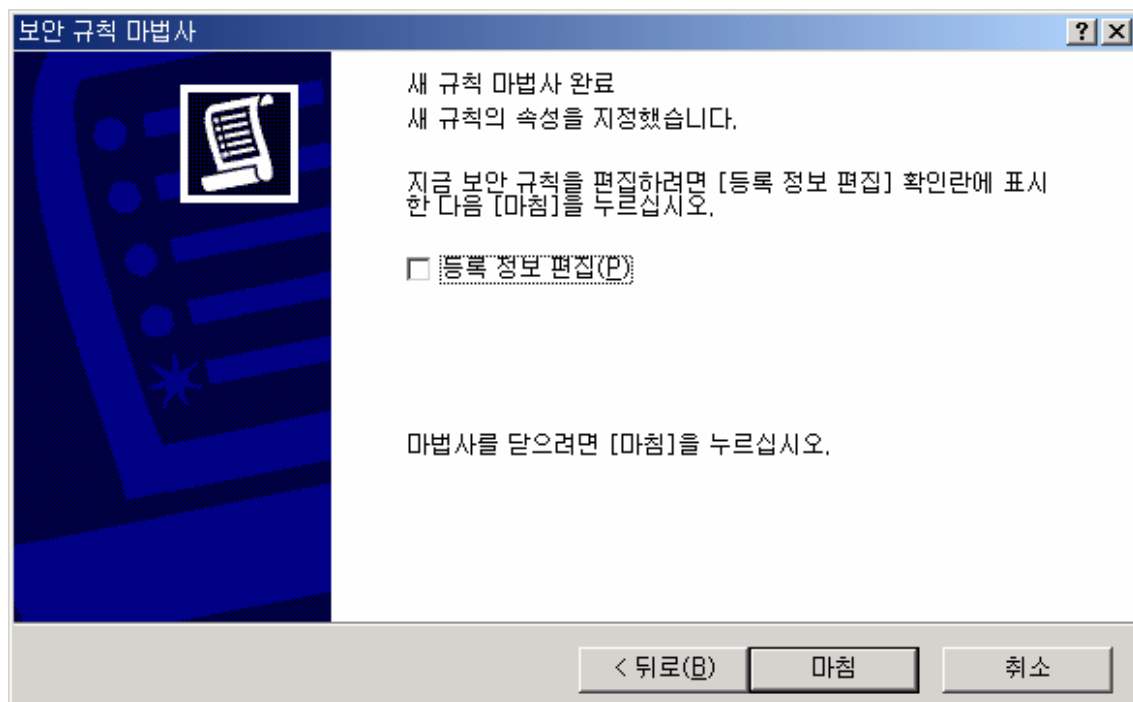 보안 규칙 마법사
새 규칙 마법사 완료
새 규칙의 속성을 지정했습니다.
지금 보안 규칙을 편집하려면 [등록 정보 편집] 확인란에 표시
한 다음 [마침]을 누르십시오.
등록 정보 편집(P)
마법사를 닫으려면 [마침]을 누르십시오.
< 뒤로(B) 마침 취소